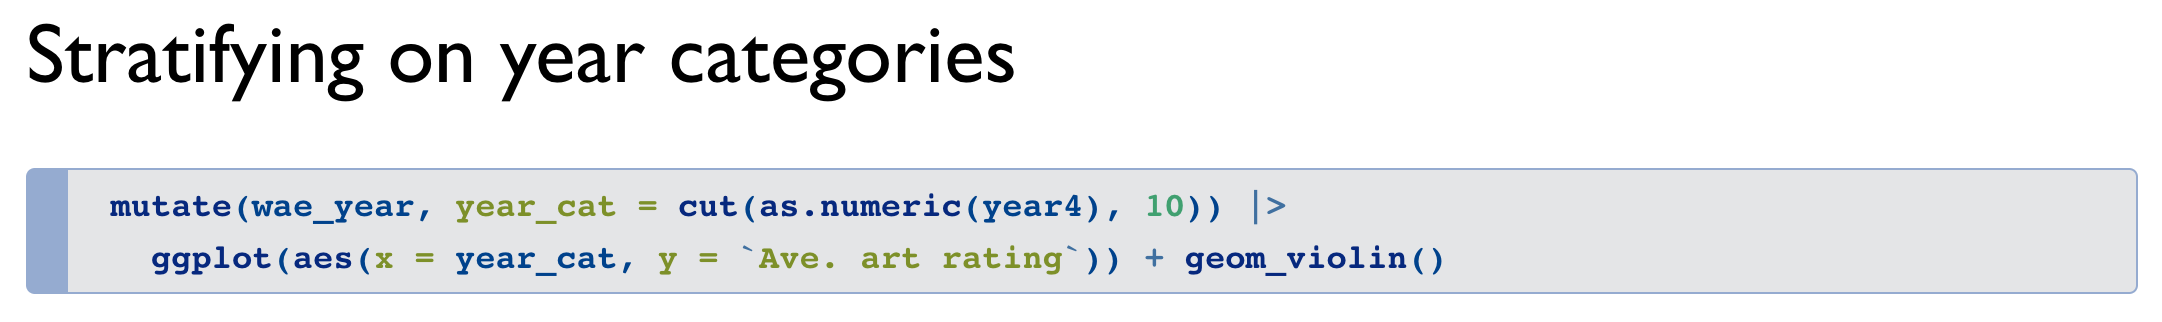 Stratifying on year categories
mutate(wae_year, year_cat = cut(as.numeric(year4), 10)) |>
  ggplot(aes(x = year_cat, y = `Ave. art rating`)) + geom_violin()